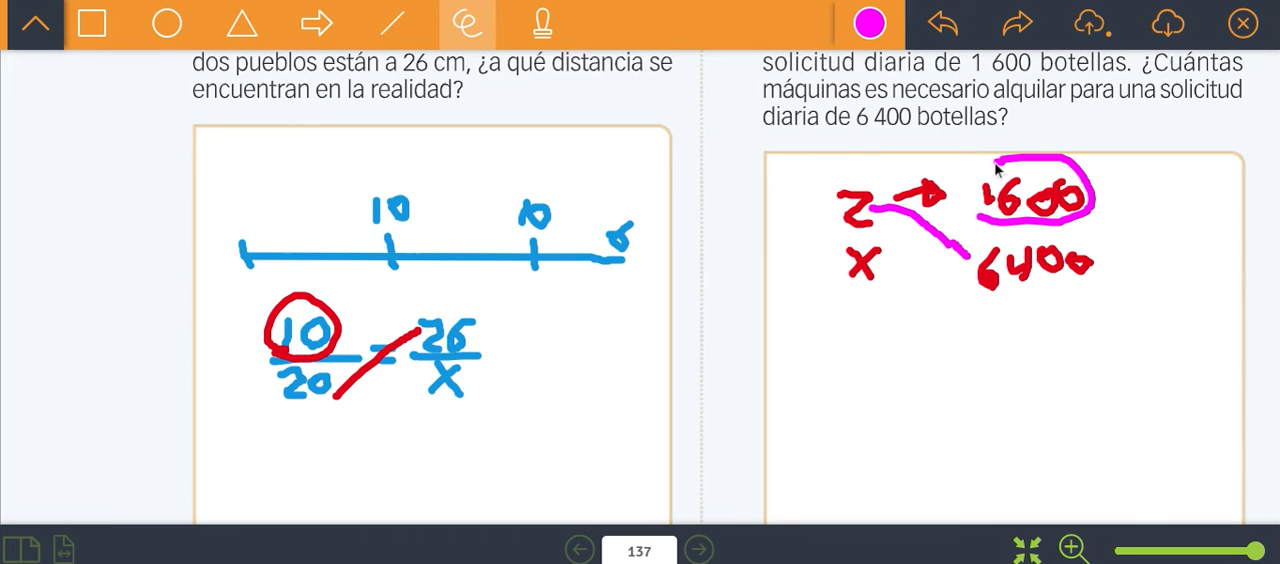 dos pueblos están a 26 cm, ¿a qué distancia se
encuentran en la realidad?
10 10
10 = 26
20 X
solicitud diaria de 1 600 botellas. ¿Cuántas
máquinas es necesario alquilar para una solicitud
diaria de 6 400 botellas?
2 → 1600
X 6400
137